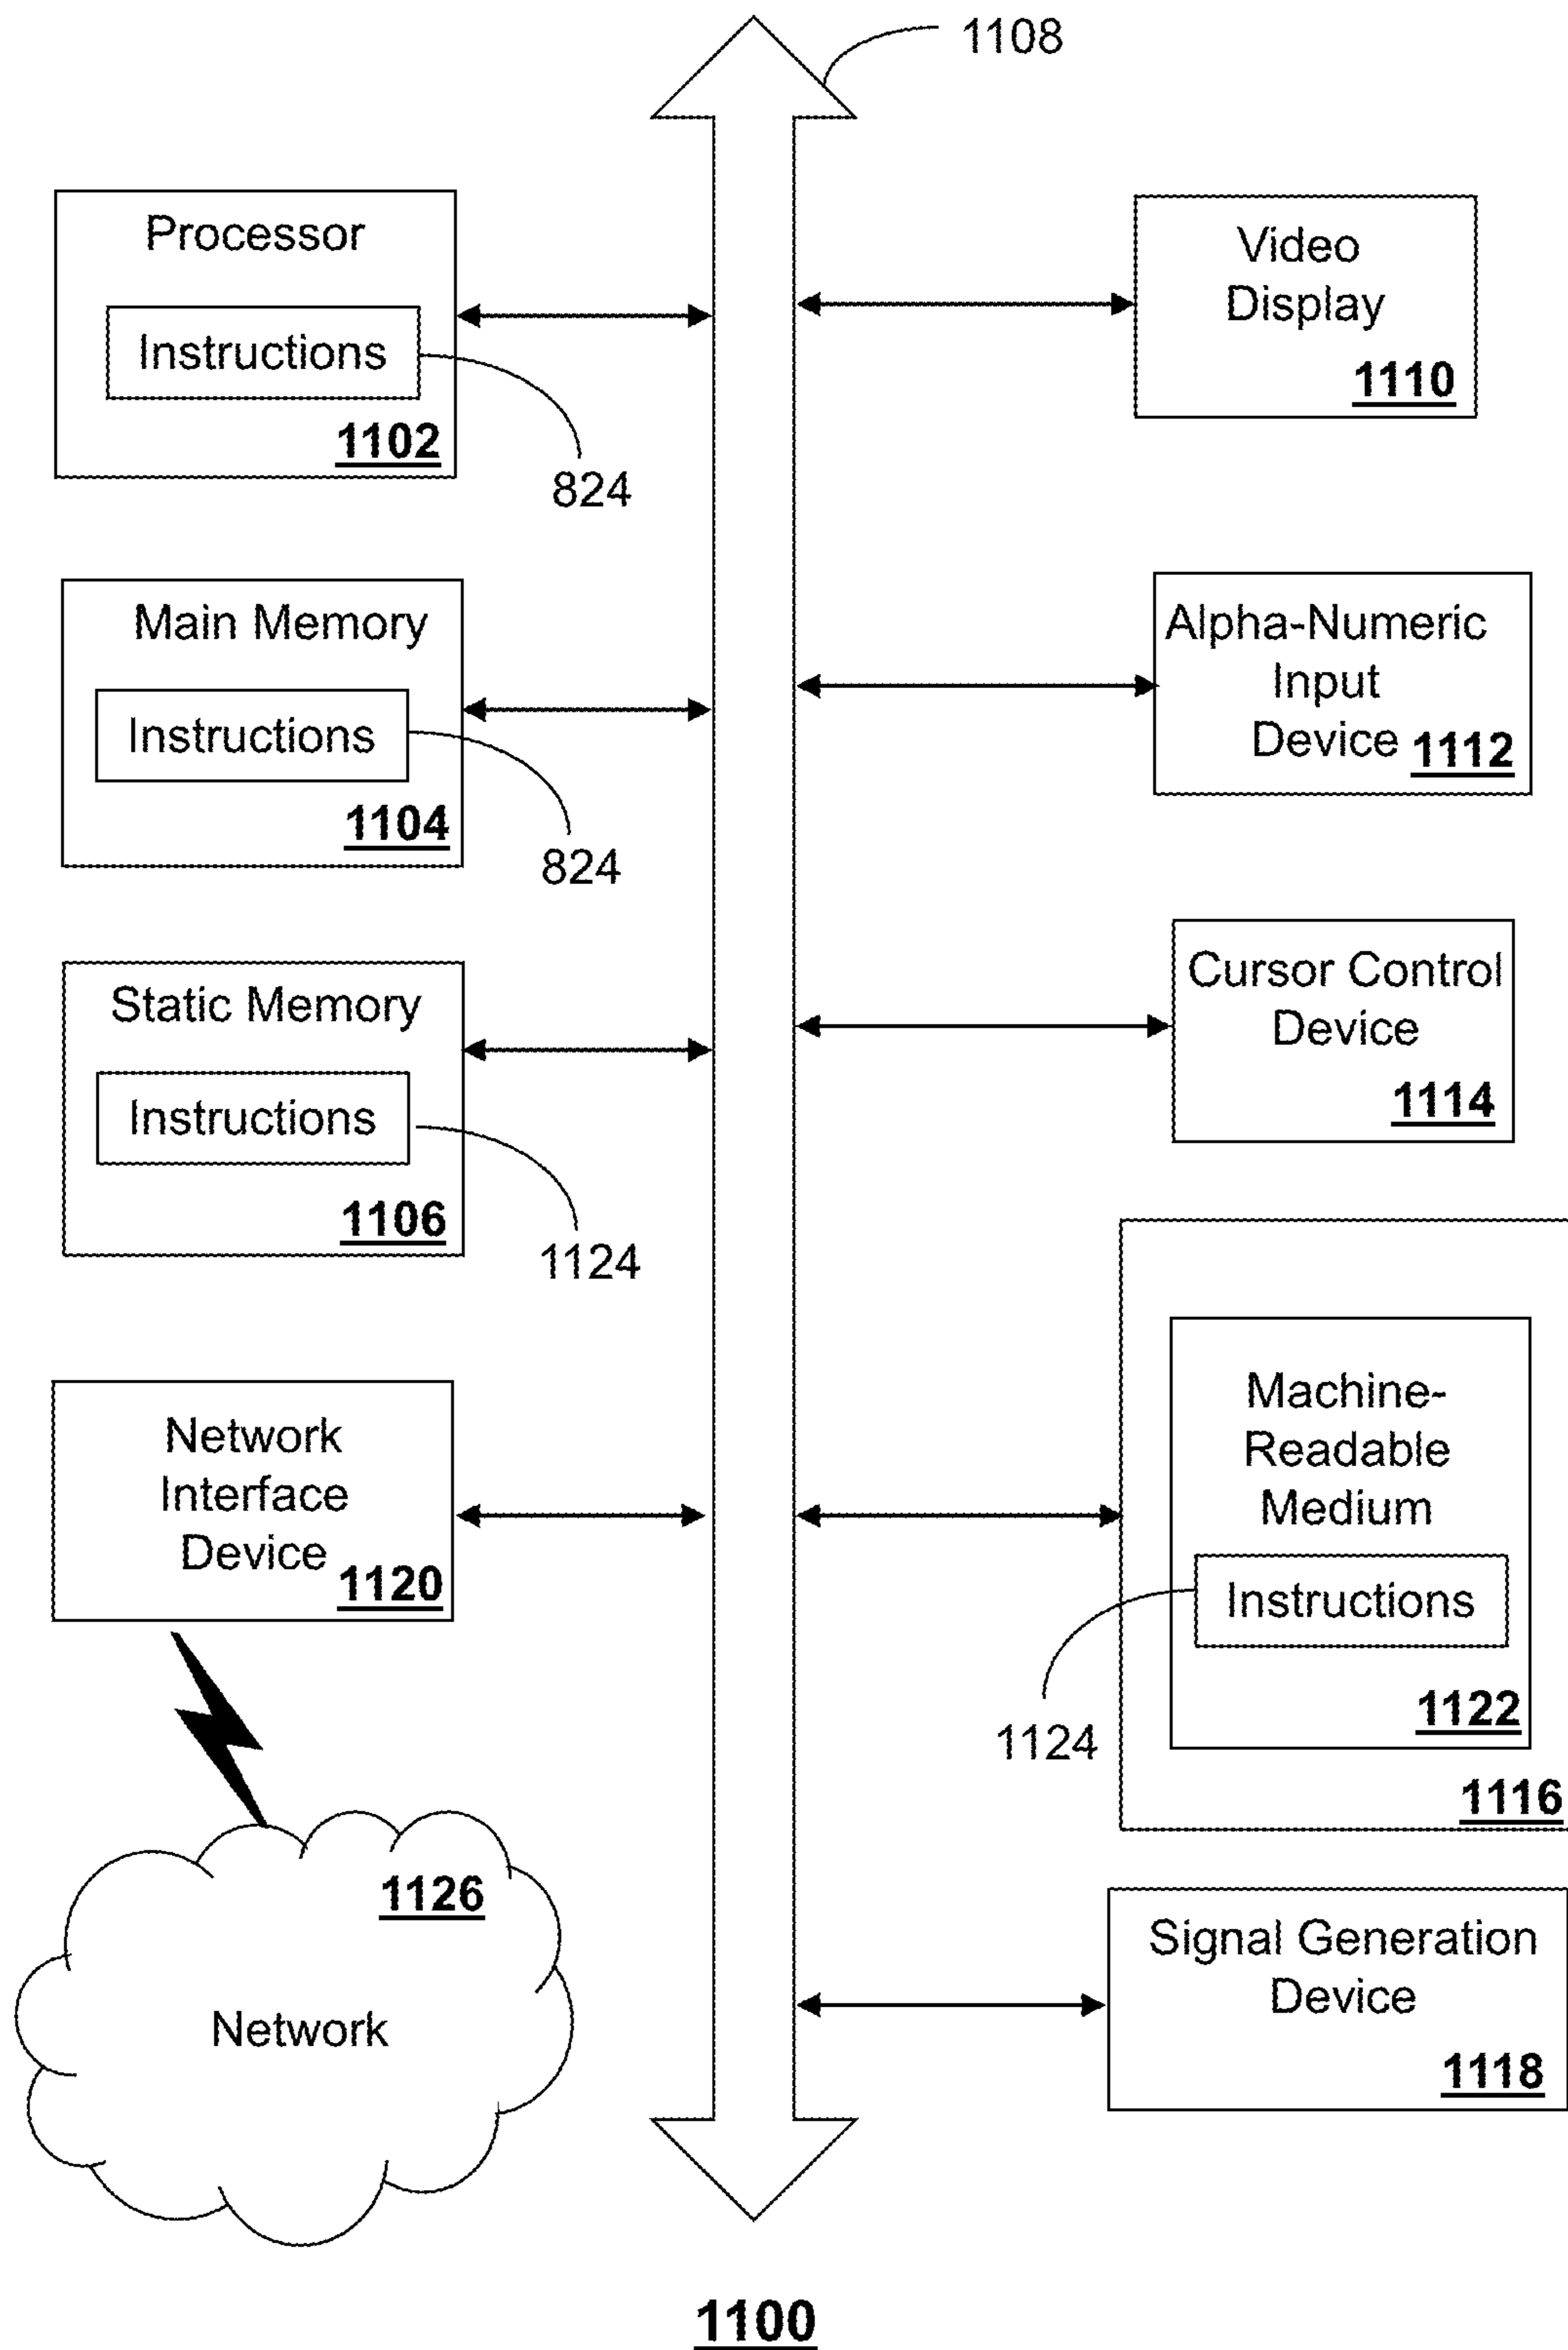 1108
Processor
Instructions
1102
824
Main Memory
Instructions
1104
824
Static Memory
Instructions
1106
1124
Network
Interface
Device
1120
1126
Network
Video
Display
1110
Alpha-Numeric
Input
Device 1112
Cursor Control
Device
1114
Machine-
Readable
Medium
Instructions
1122
1124
1116
Signal Generation
Device
1118
1100